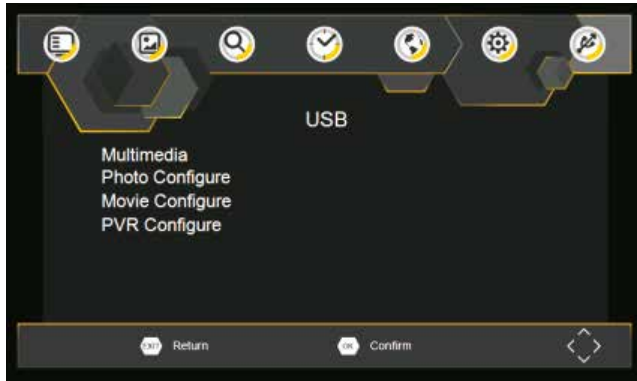 USB
Multimedia
Photo Configure
Movie Configure
PVR Configure
EXIT Return OK Confirm